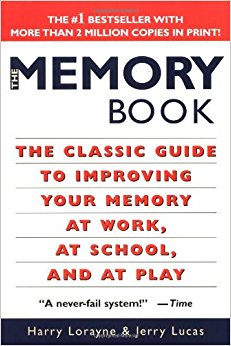 THE #1 BESTSELLER WITH
MORE THAN 2 MILLION COPIES IN PRINT!
THE MEMORY
BOOK
THE CLASSIC GUIDE
TO IMPROVING
YOUR MEMORY
AT WORK,
AT SCHOOL,
AND AT PLAY
"A never-fail system!" —Time
Harry Lorayne & Jerry Lucas